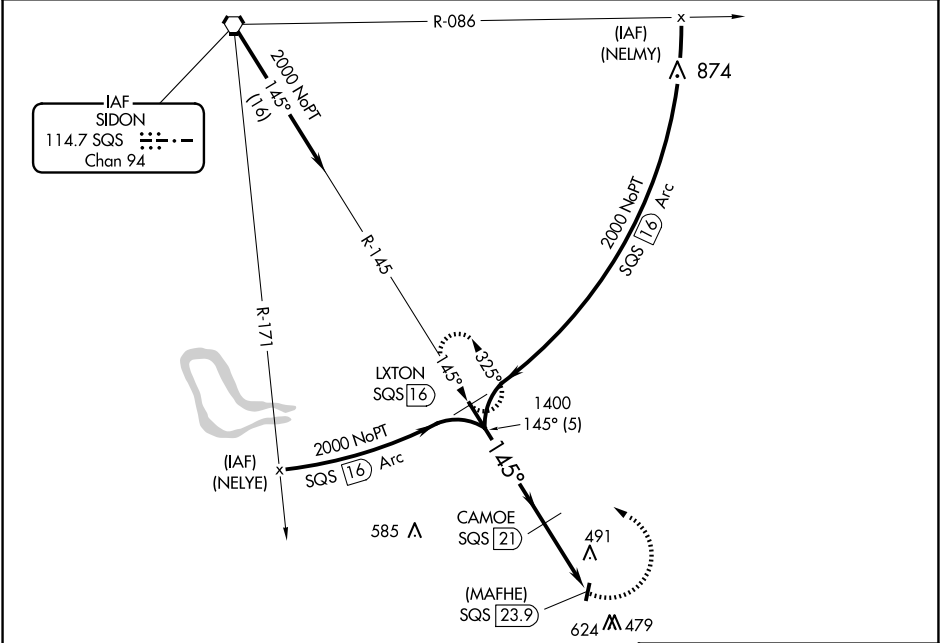 R-086
(IAF)
(NELMY)
874
2000 NoPT
145°
(16)
IAF
SIDON
114.7 SQS
Chan 94
2000 NoPT
SQS 16 Arc
R-145
R-171
LXTON
SQS 16
145°
325°
1400
145° (5)
2000 NoPT
SQS 16 Arc
(IAF)
(NELYE)
145°
585
CAMOE
SQS 21
491
(MAFHE)
SQS 23.9
624 479